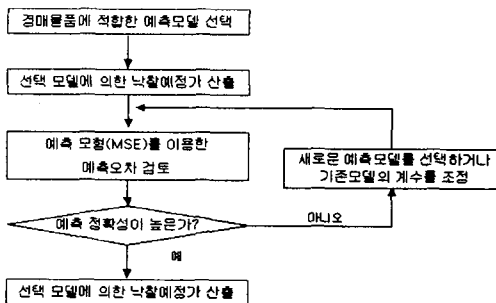 경매물품에 적합한 예측모델 선택
선택 모델에 의한 낙찰예정가 산출
예측 모형(MSE)를 이용한
예측오차 검토
새로운 예측모델를 선택하거나
기존모델의 계수를 조정
예측 정확성이 높은가?
아니오
예
선택 모델에 의한 낙찰예정가 산출